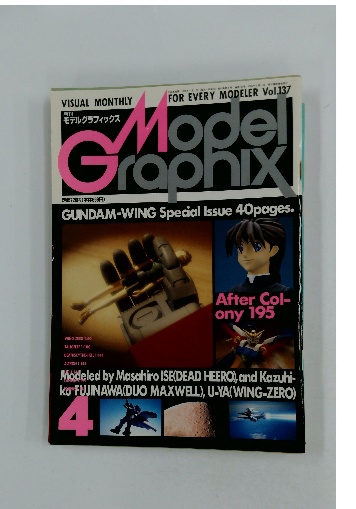 VISUAL MONTHLY
FOR EVERY MODELER Vol.137
モデルグラフィックス
Model
Graphix
GUNDAM-WING Special Issue 40pages.
After Col-
ony 195
Modeled by Masahiro ISE(DEAD HEERO), and Kazuhi-
ka FUJINAWA(DUO MAXWELL), U-YA(WING-ZERO)
4